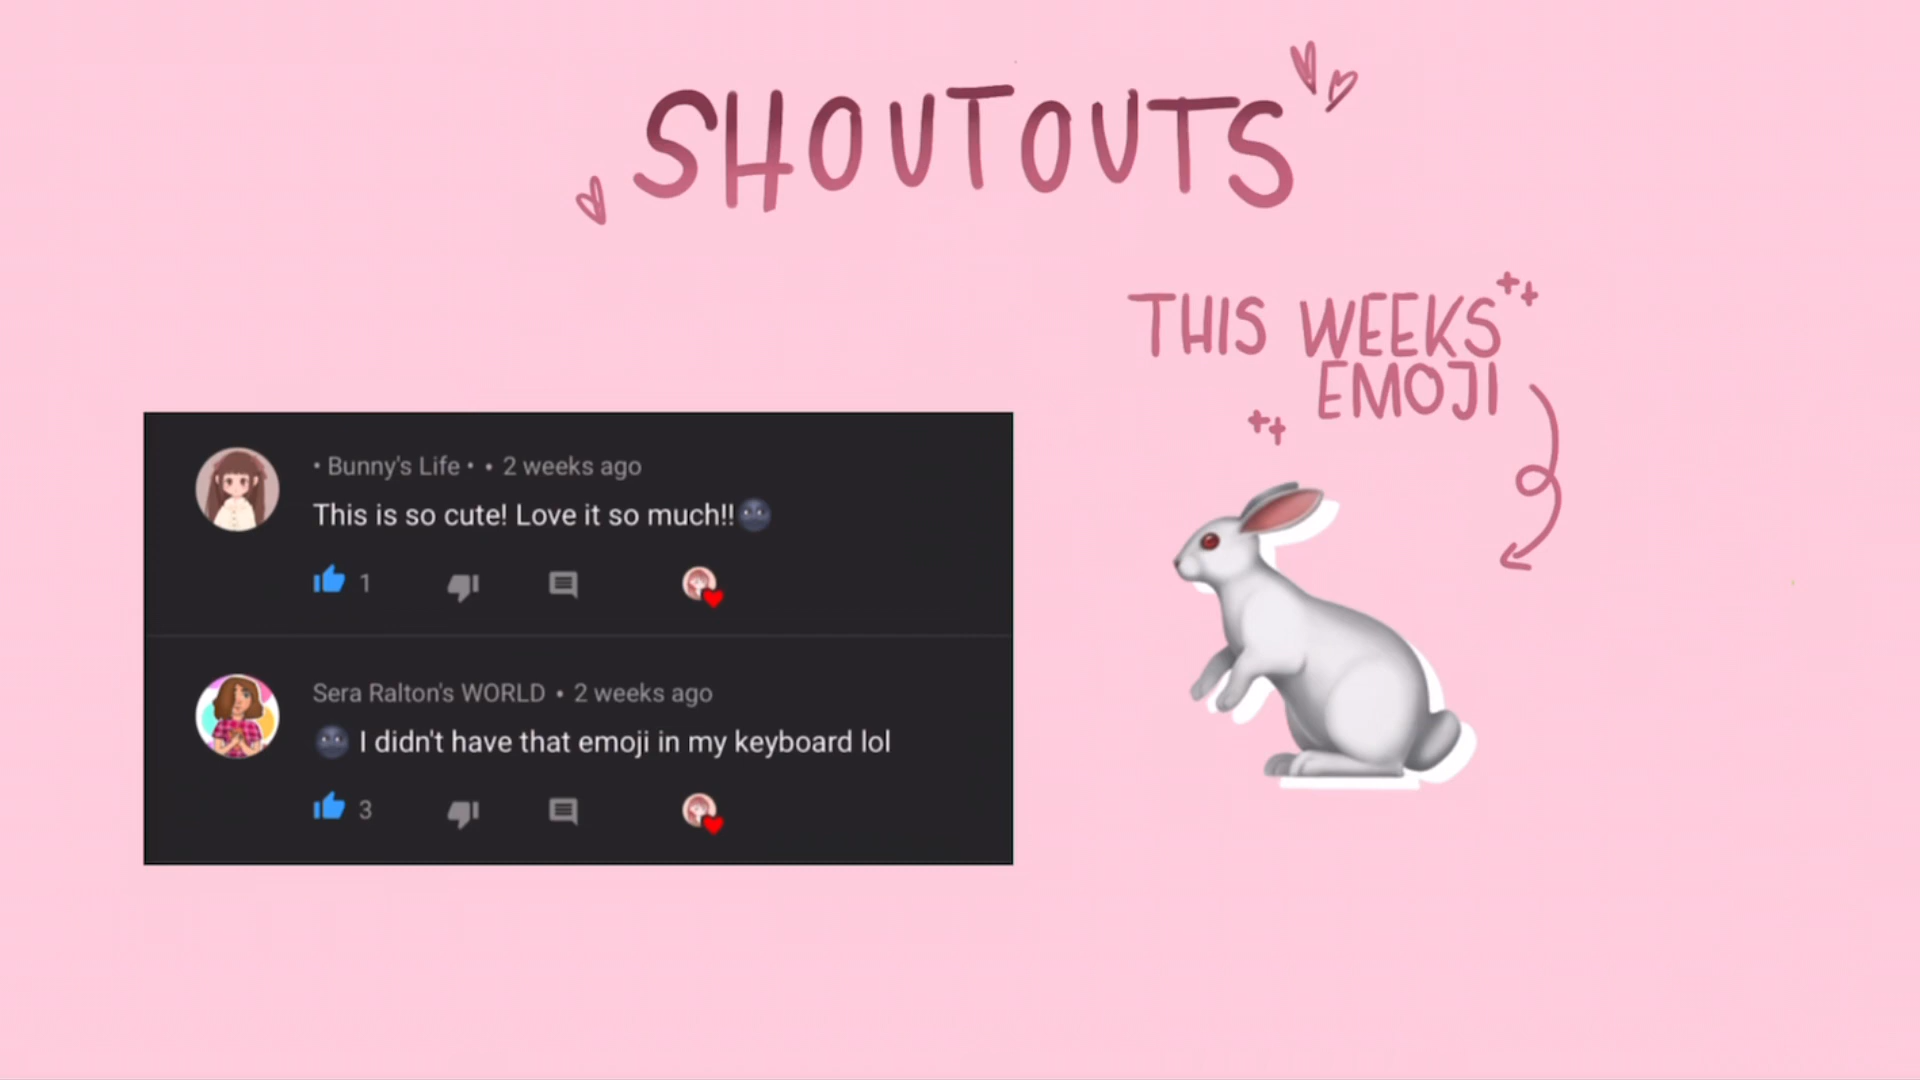 SHOUTOUTS
THIS WEEKS
EMOJI
• Bunny's Life • • 2 weeks ago
This is so cute! Love it so much!!🌚
1
Sera Ralton's WORLD • 2 weeks ago
🌚 I didn't have that emoji in my keyboard lol
3